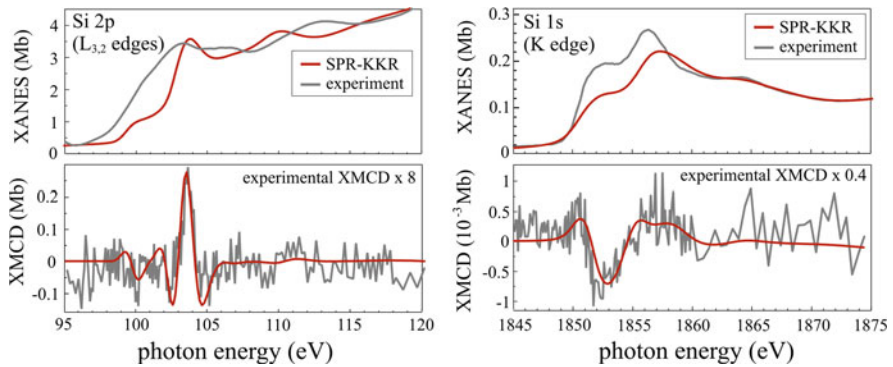 Si 2p
(L3,2 edges)
SPR-KKR
experiment
XANES (Mb)
4
3
2
1
0
experimental XMCD x 8
XMCD (Mb)
0.2
0.1
0
-0.1
95 100 105 110 115 120
photon energy (eV)
Si 1s
(K edge)
SPR-KKR
experiment
XANES (Mb)
0.3
0.2
0.1
0
experimental XMCD x 0.4
XMCD (10⁻³ Mb)
1
0.5
0
-0.5
-1
1845 1850 1855 1860 1865 1870 1875
photon energy (eV)